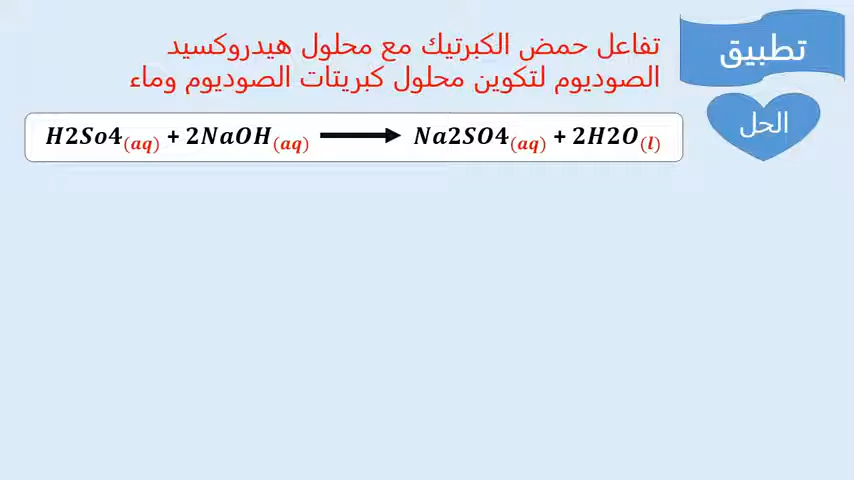 تطبيق
تفاعل حمض الكبرتيك مع محلول هيدروكسيد
الصوديوم لتكوين محلول كبريتات الصوديوم وماء
الحل
H2So4(aq) + 2NaOH(aq) ⟶ Na2SO4(aq) + 2H2O(l)